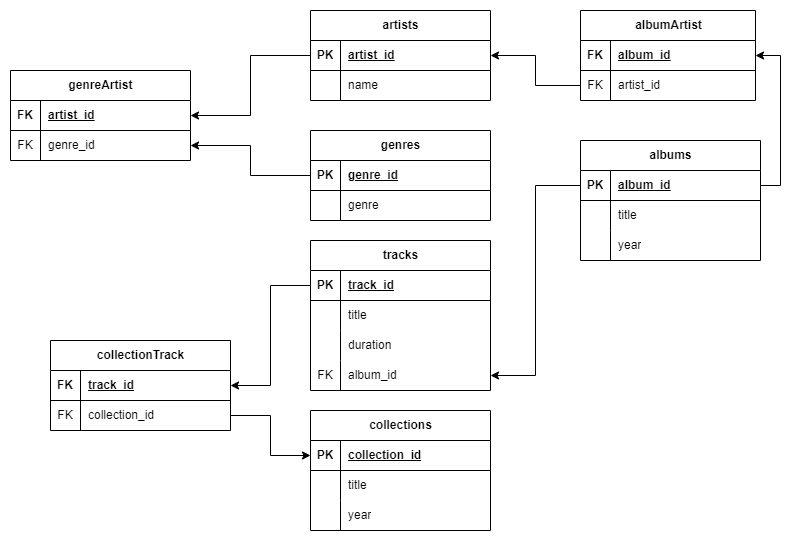 artists
PK artist_id
name
albumArtist
FK album_id
FK artist_id
genreArtist
FK artist_id
FK genre_id
genres
PK genre_id
genre
albums
PK album_id
title
year
tracks
PK track_id
title
duration
FK album_id
collectionTrack
FK track_id
FK collection_id
collections
PK collection_id
title
year